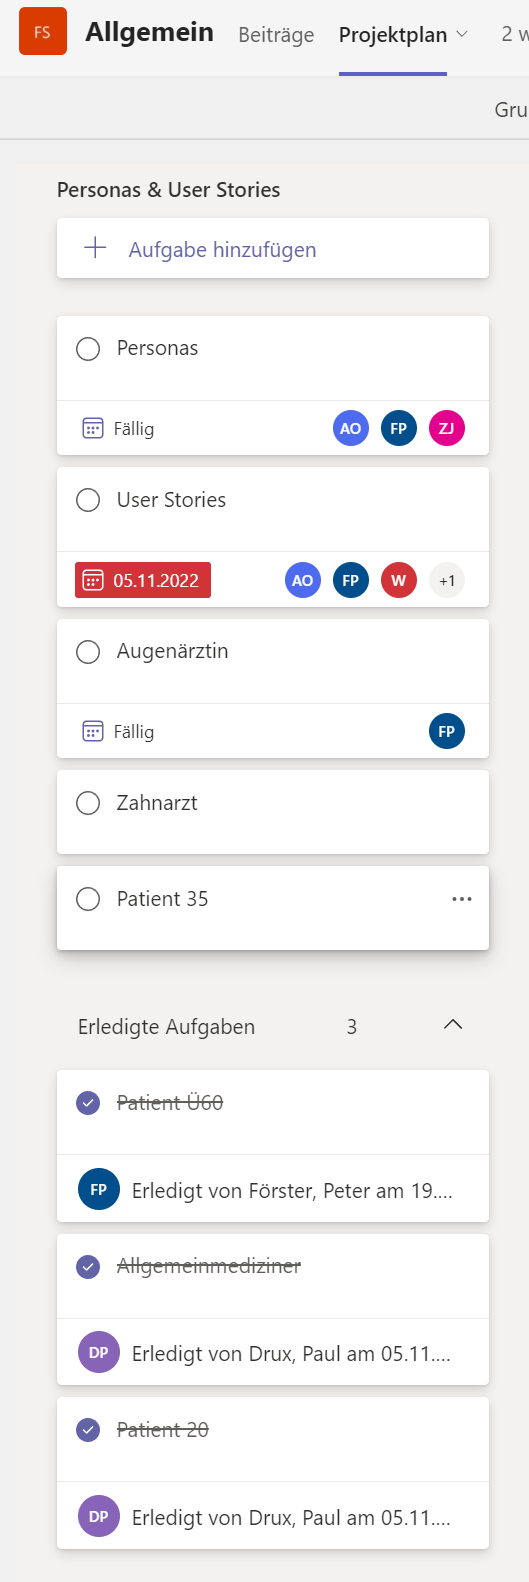 FS Allgemein Beiträge Projektplan 2 w
Gru
Personas & User Stories
Aufgabe hinzufügen
Personas
Fällig AO FP ZJ
User Stories
05.11.2022 AO FP W +1
Augenärztin
Fällig FP
Zahnarzt
Patient 35 ...
Erledigte Aufgaben 3
Patient Ü60
FP Erledigt von Förster, Peter am 19....
Allgemeinmediziner
DP Erledigt von Drux, Paul am 05.11....
Patient 20
DP Erledigt von Drux, Paul am 05.11....